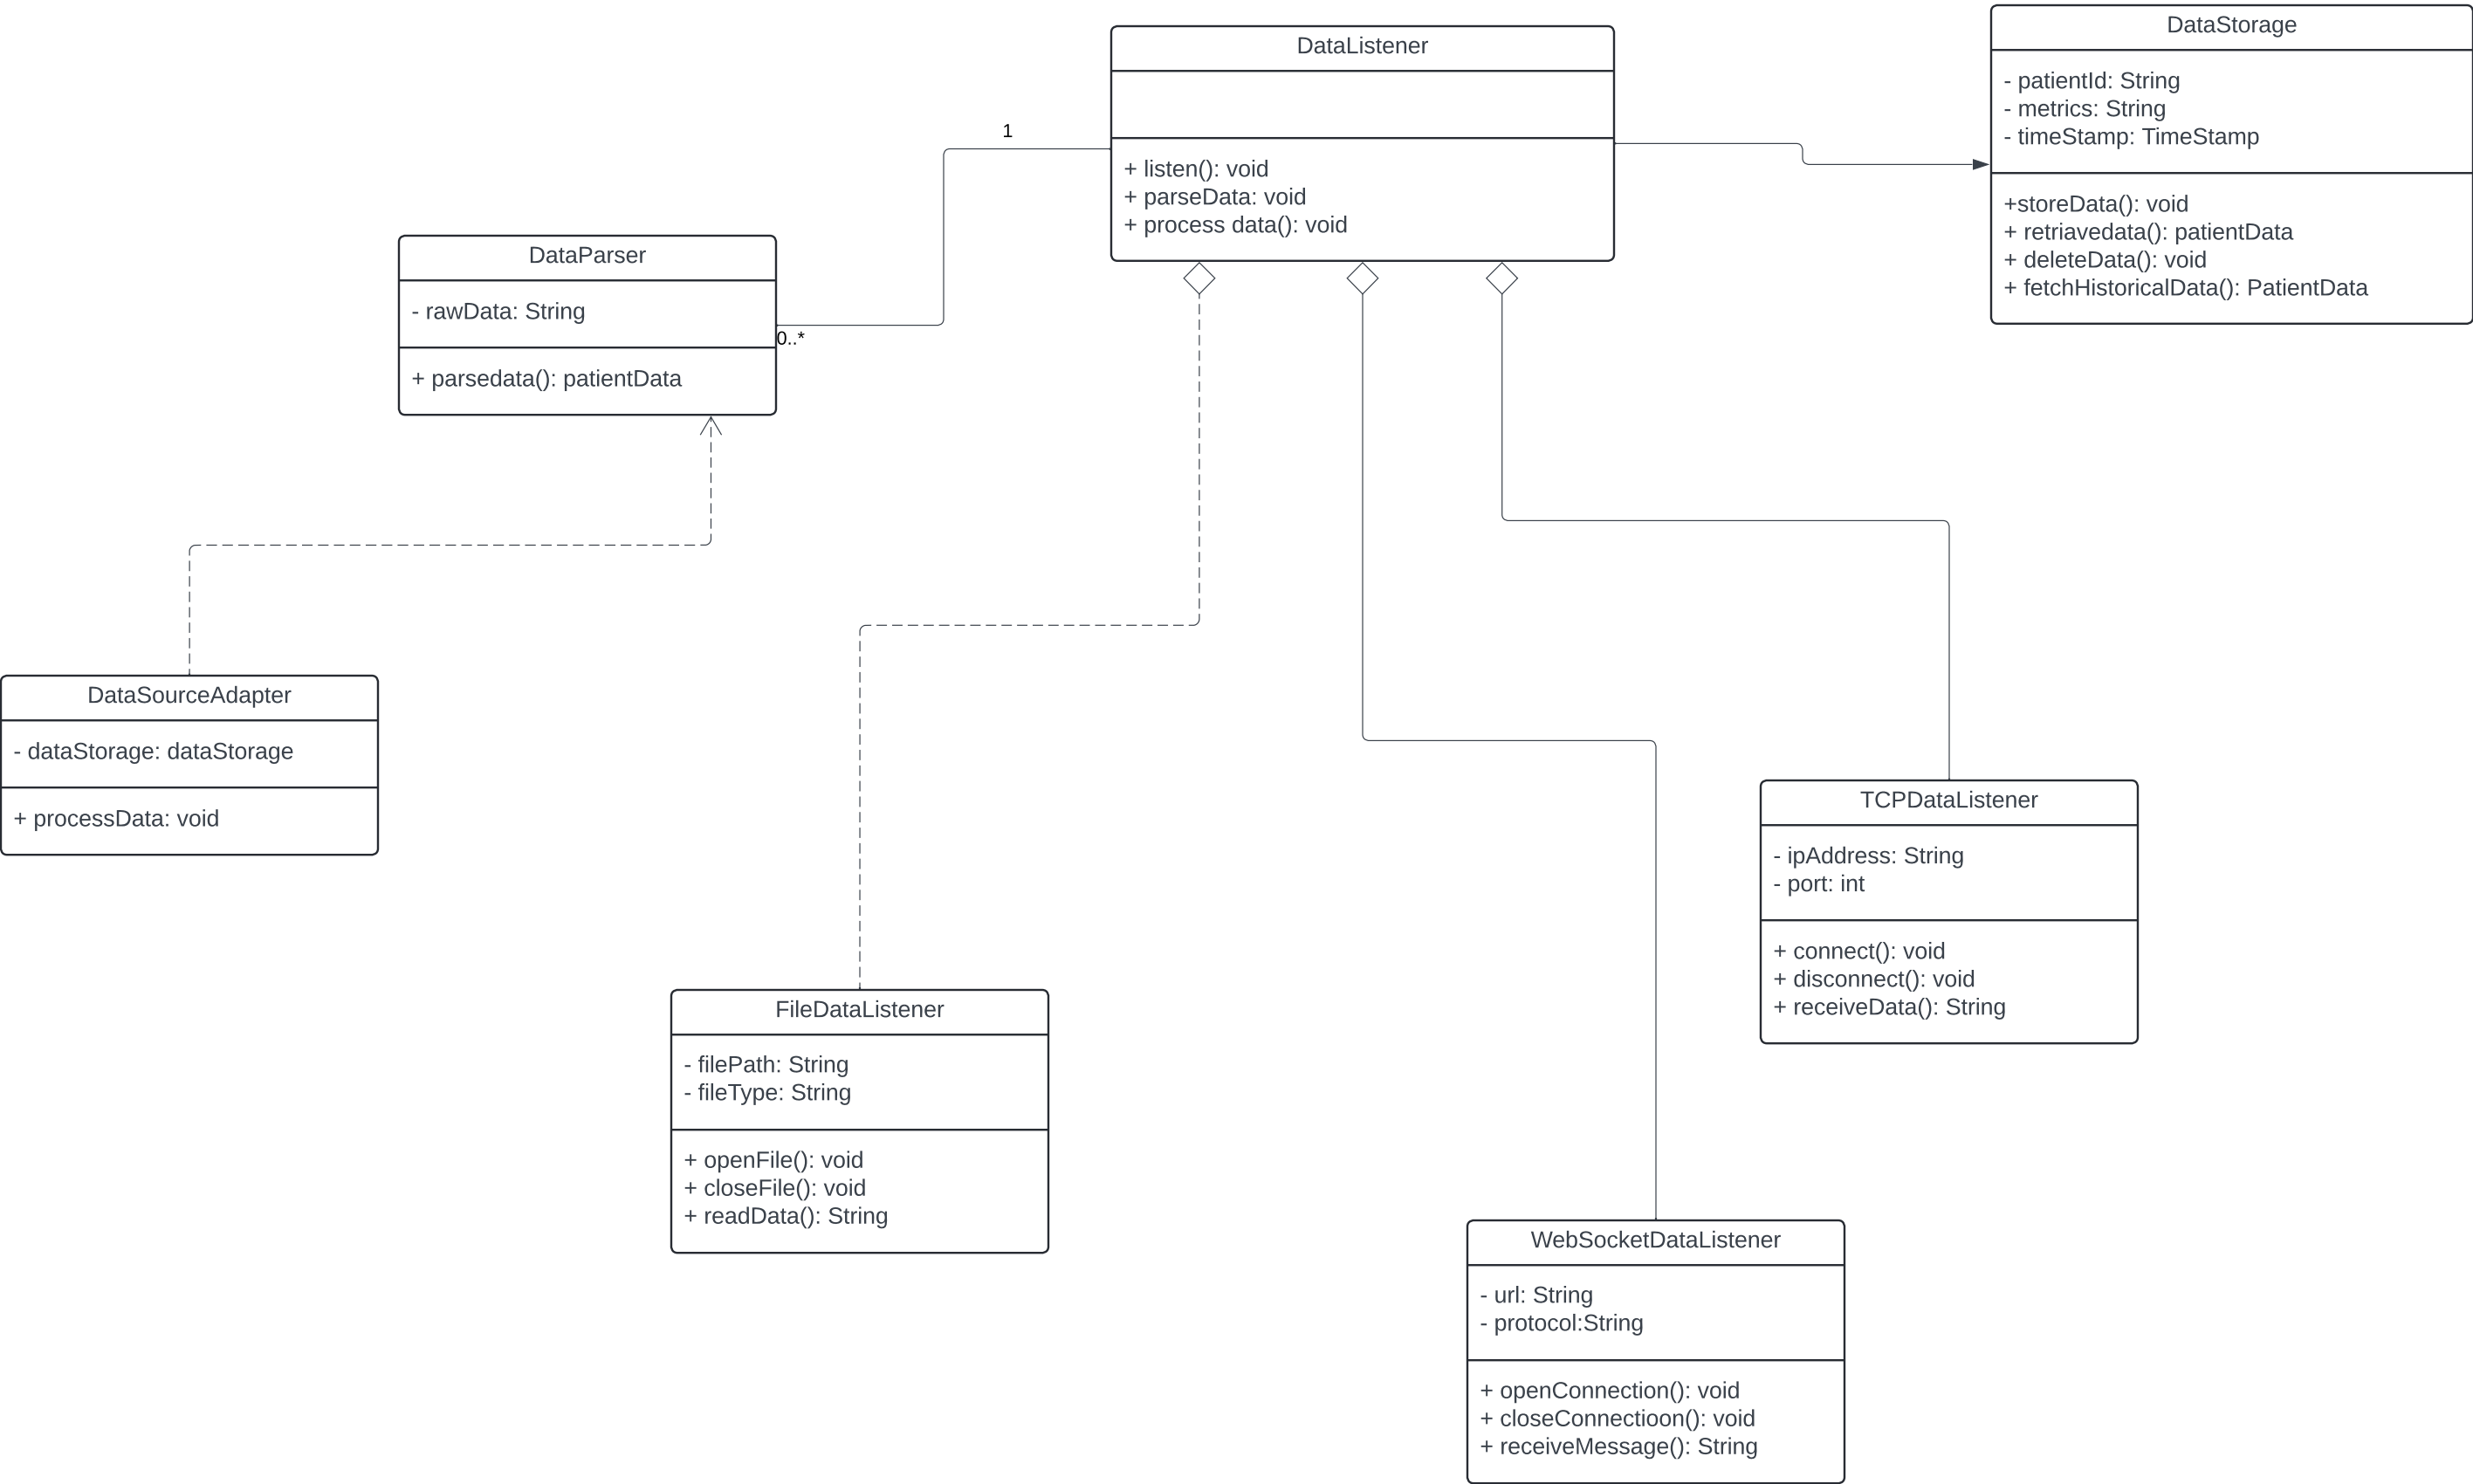 DataListener
+ listen(): void
+ parseData: void
+ process data(): void
DataStorage
- patientId: String
- metrics: String
- timeStamp: TimeStamp
+storeData(): void
+ retriavedata(): patientData
+ deleteData(): void
+ fetchHistoricalData(): PatientData
1
0..*
DataParser
- rawData: String
+ parsedata(): patientData
DataSourceAdapter
- dataStorage: dataStorage
+ processData: void
TCPDataListener
- ipAddress: String
- port: int
+ connect(): void
+ disconnect(): void
+ receiveData(): String
FileDataListener
- filePath: String
- fileType: String
+ openFile(): void
+ closeFile(): void
+ readData(): String
WebSocketDataListener
- url: String
- protocol:String
+ openConnection(): void
+ closeConnectioon(): void
+ receiveMessage(): String